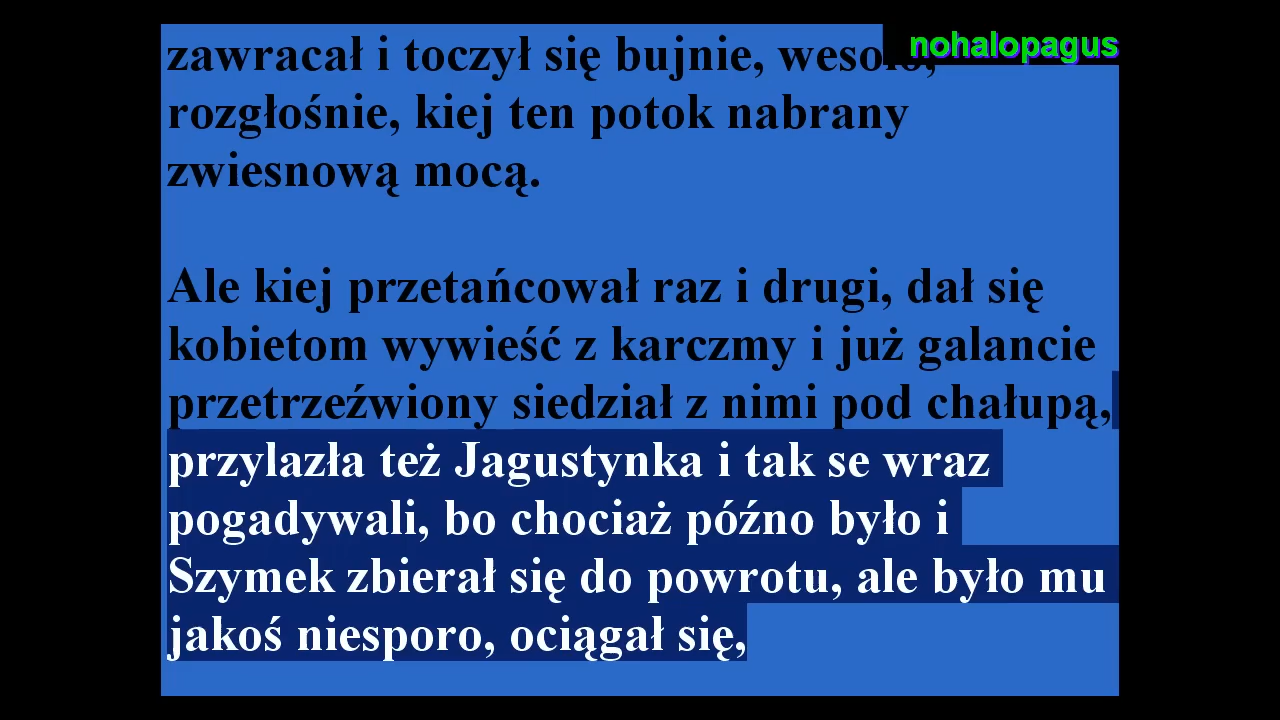 zawracał i toczył się bujnie, wesoło,
nohalopagus
rozgłośnie, kiej ten potok nabrany
zwiesnową mocą.
Ale kiej przetańcował raz i drugi, dał się
kobietom wywieść z karczmy i już galancie
przetrzeźwiony siedział z nimi pod chałupą,
przylazła też Jagustynka i tak se wraz
pogadywali, bo chociaż późno było i
Szymek zbierał się do powrotu, ale było mu
jakoś niesporo, ociągał się,